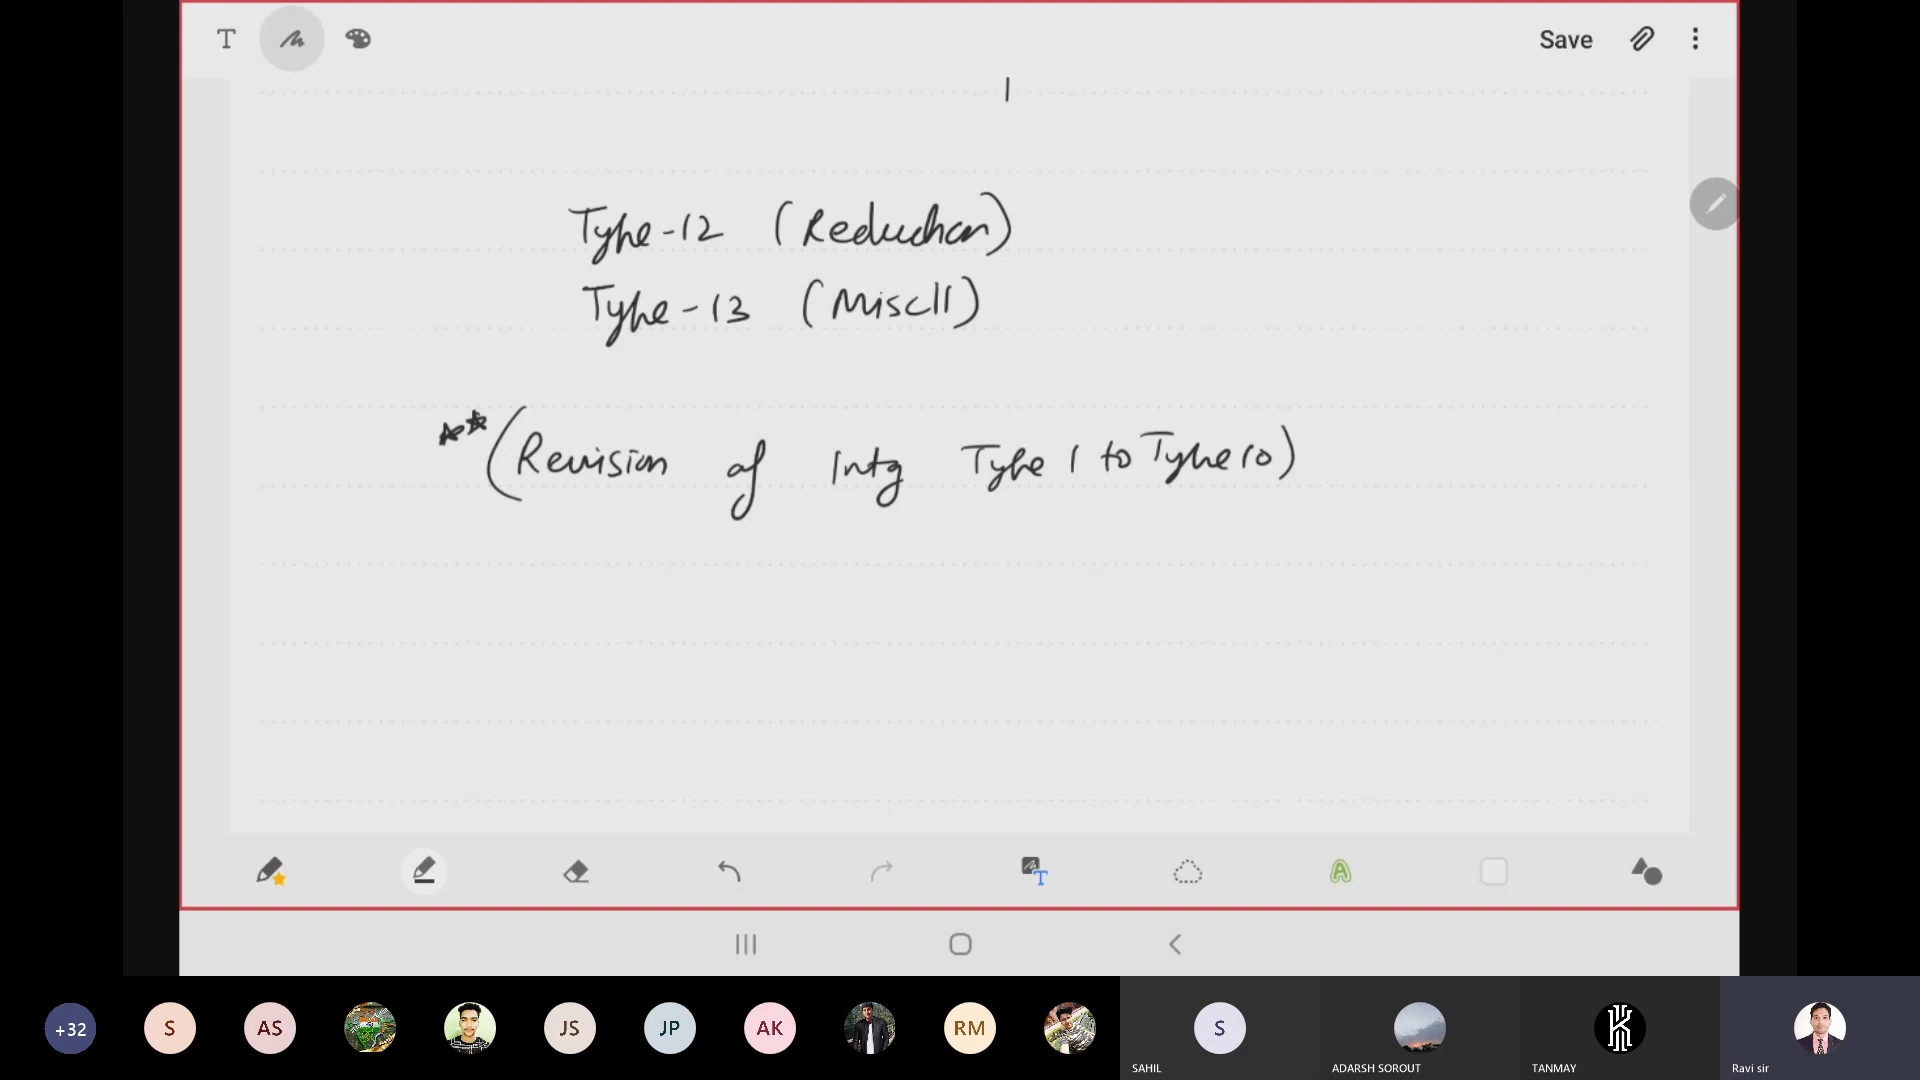 T Save
Type-12 (Reduction)
Type-13 (Miscll)
**(Revision of Intg Type 1 to Type 10)
T A
+32 S AS JS JP AK RM S
SAHIL ADARSH SOROUT TANMAY Ravi sir